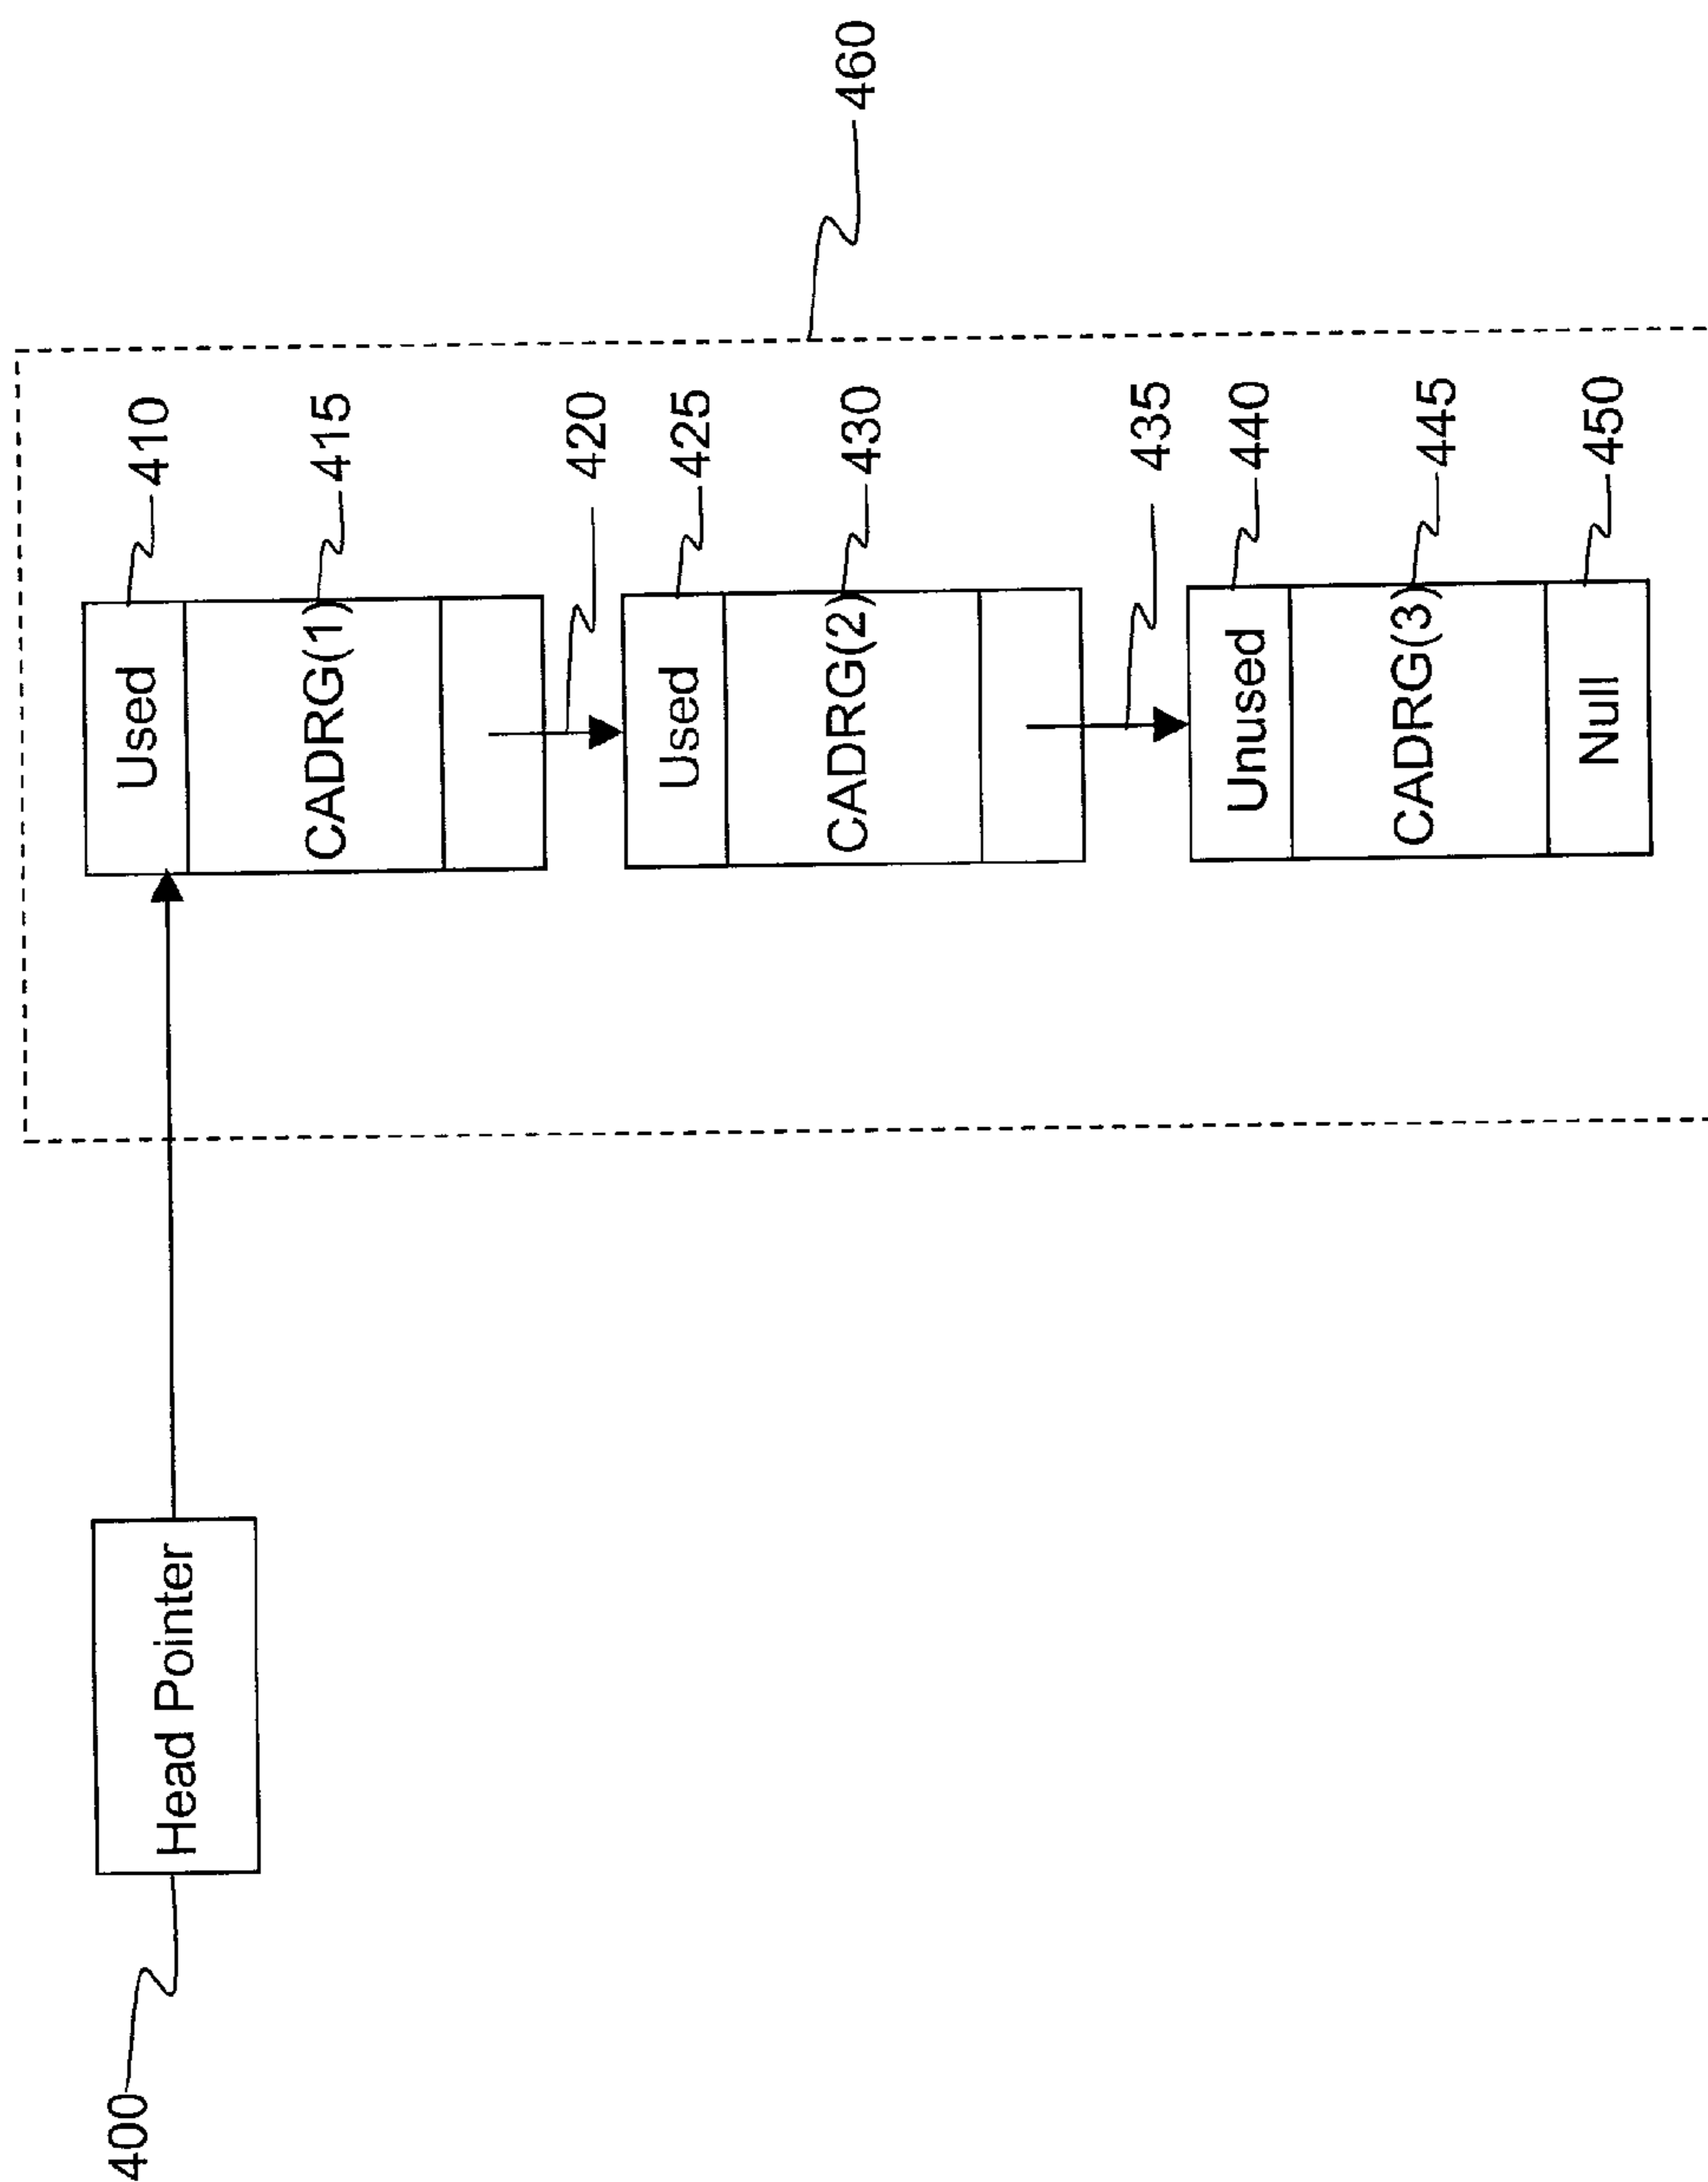 400
Head Pointer
Used
410
CADRG(1)
415
420
Used
425
CADRG(2)
430
460
435
Unused
440
CADRG(3)
445
Null
450